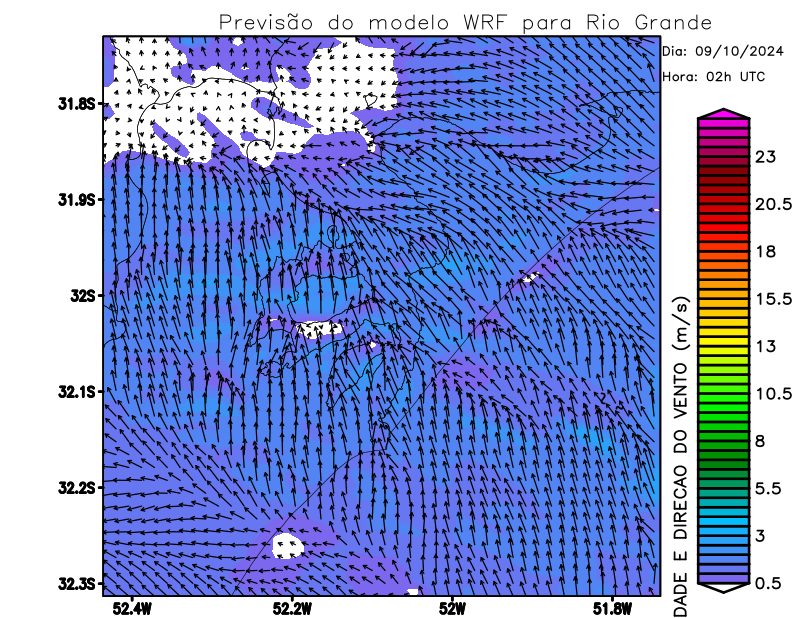 Previsão do modelo WRF para Rio Grande
Dia: 09/10/2024
Hora: 02h UTC
31.8S
31.9S
32S
32.1S
32.2S
32.3S
52.4W
52.2W
52W
51.8W
23
20.5
18
15.5
13
10.5
8
5.5
3
0.5
DADE E DIRECAO DO VENTO (m/s)